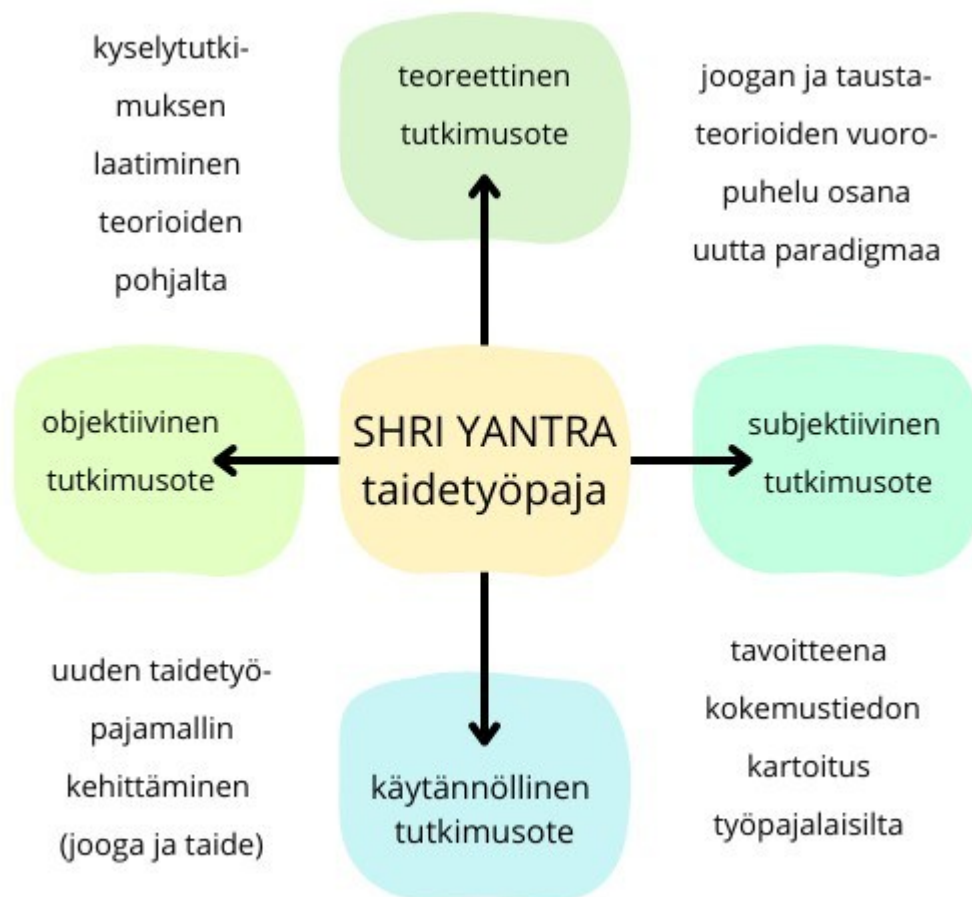 kyselytutki-
muksen
laatiminen
teorioiden
pohjalta
teoreettinen
tutkimusote
joogan ja tausta-
teorioiden vuoro-
puhelu osana
uutta paradigmaa
objektiivinen
tutkimusote
SHRI YANTRA
taidetyöpaja
subjektiivinen
tutkimusote
uuden taidetyö-
pajamallin
kehittäminen
(jooga ja taide)
käytännöllinen
tutkimusote
tavoitteena
kokemustiedon
kartoitus
työpajalaisilta